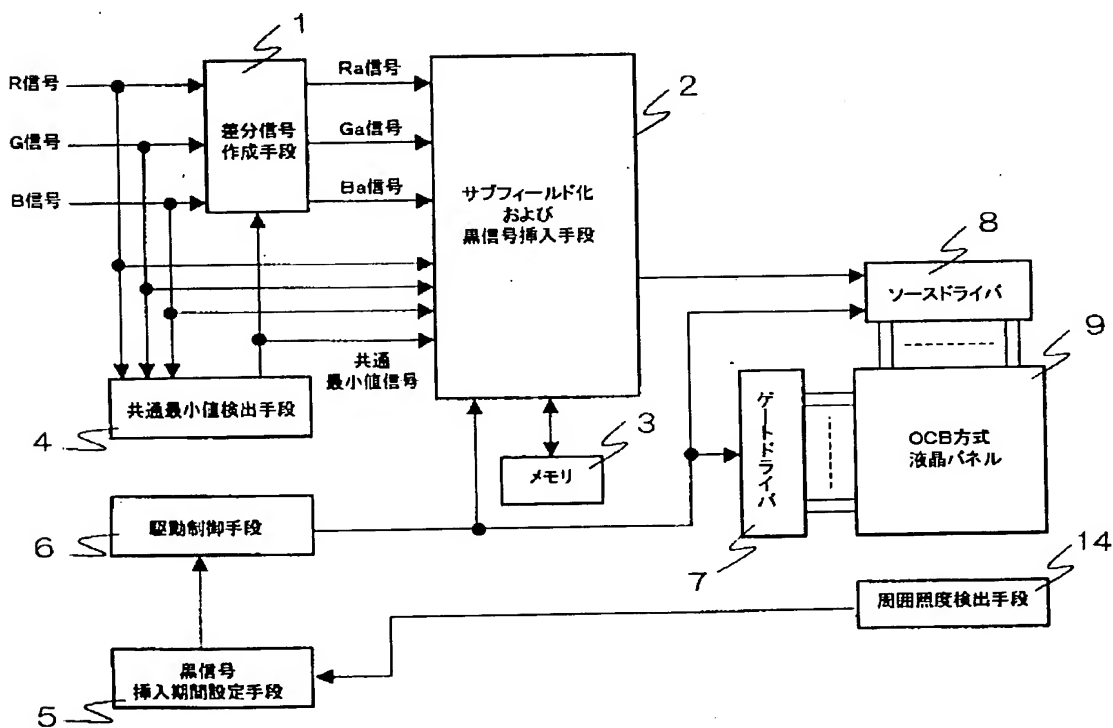 1
R信号
G信号
B信号
差分信号
作成手段
Ra信号
Ga信号
Ba信号
2
サブフィールド化
および
黒信号挿入手段
共通
最小値信号
共通最小値検出手段
4
メモリ
3
8
ソースドライバ
9
OCB方式
液晶パネル
ゲートドライバ
7
駆動制御手段
6
14
周囲照度検出手段
黒信号
挿入期間設定手段
5